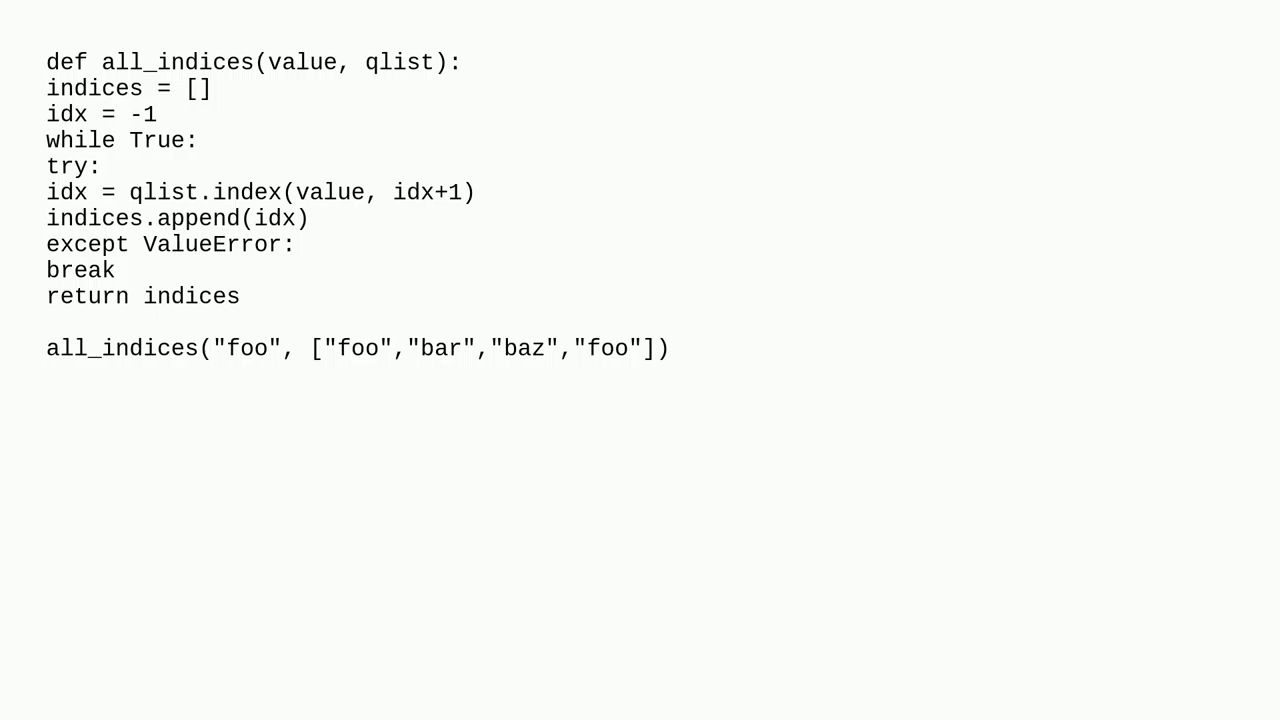 def all_indices(value, qlist):
indices = []
idx = -1
while True:
try:
idx = qlist.index(value, idx+1)
indices.append(idx)
except ValueError:
break
return indices

all_indices("foo", ["foo","bar","baz","foo"])